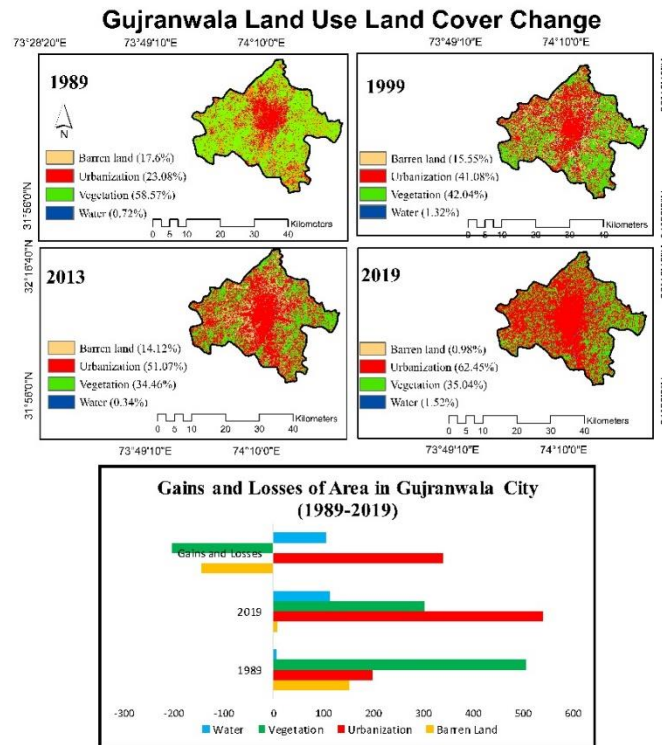 Gujranwala Land Use Land Cover Change
73°28'20"E 73°49'10"E 74°10'0"E 73°49'10"E 74°10'0"E
1989
N
Barren land (17.6%)
Urbanization (23.08%)
Vegetation (58.57%)
Water (0.72%)
Kilometers
0 5 10 20 30 40
31°56'0"N
1999
Barren land (15.55%)
Urbanization (41.08%)
Vegetation (42.04%)
Water (1.32%)
Kilometers
0 5 10 20 30 40
32°16'40"N
2013
Barren land (14.12%)
Urbanization (51.07%)
Vegetation (34.46%)
Water (0.34%)
Kilometers
0 5 10 20 30 40
31°56'0"N
2019
Barren land (0.98%)
Urbanization (62.45%)
Vegetation (35.04%)
Water (1.52%)
Kilometers
0 5 10 20 30 40
73°49'10"E 74°10'0"E 73°49'10"E 74°10'0"E
Gains and Losses of Area in Gujranwala City
(1989-2019)
Gains and Losses
2019
1989
-300 -200 -100 0 100 200 300 400 500 600
Water Vegetation Urbanization Barren Land